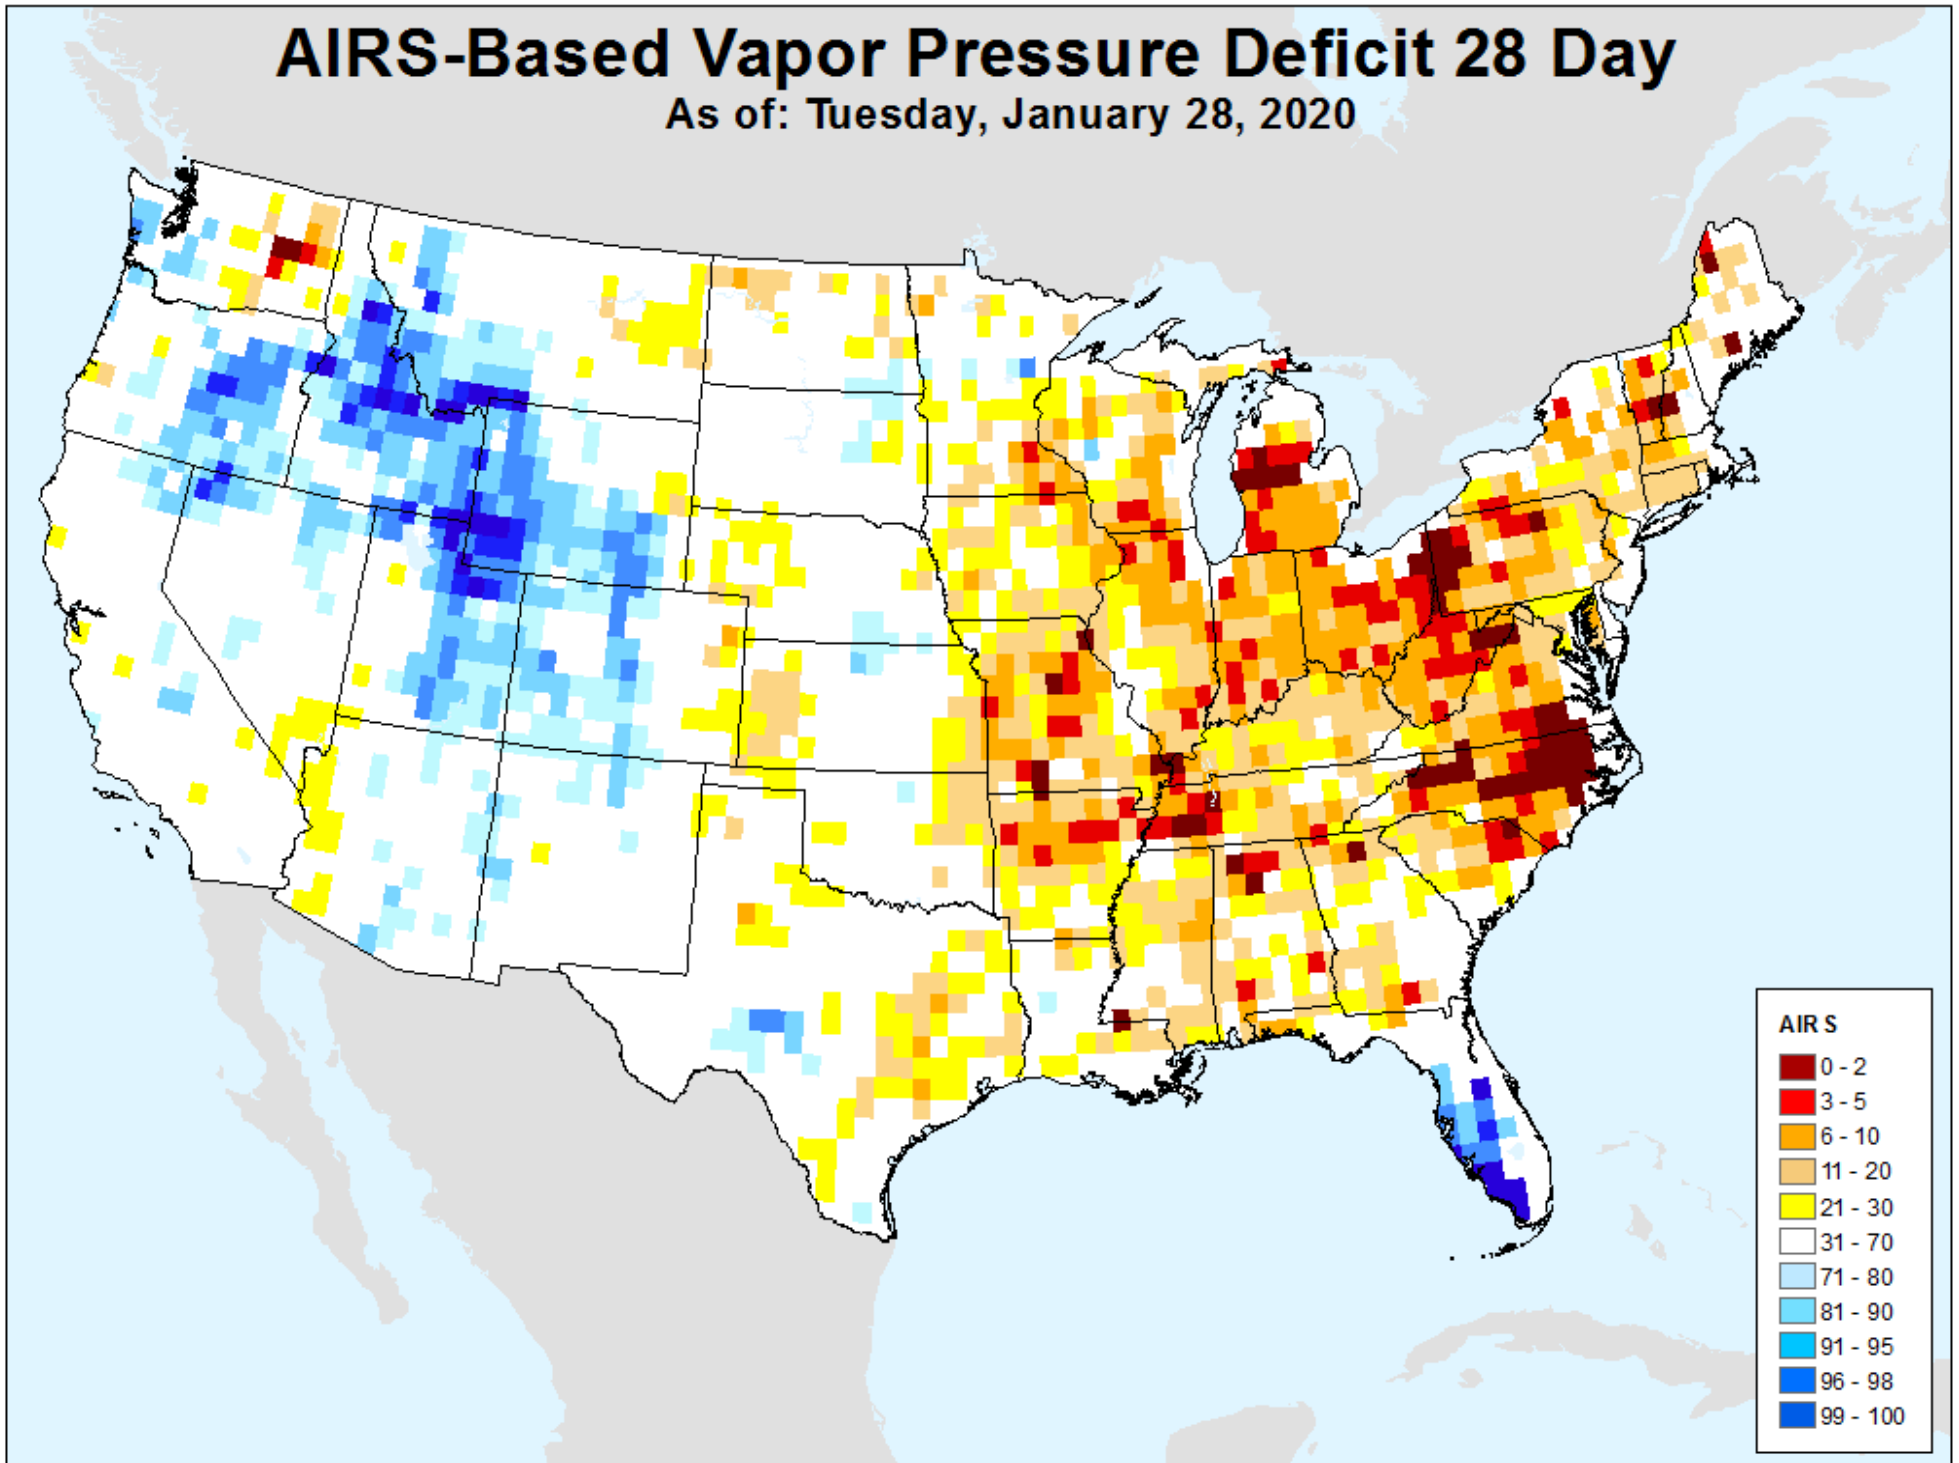 AIRS-Based Vapor Pressure Deficit 28 Day
As of: Tuesday, January 28, 2020
AIRS
0 - 2
3 - 5
6 - 10
11 - 20
21 - 30
31 - 70
71 - 80
81 - 90
91 - 95
96 - 98
99 - 100